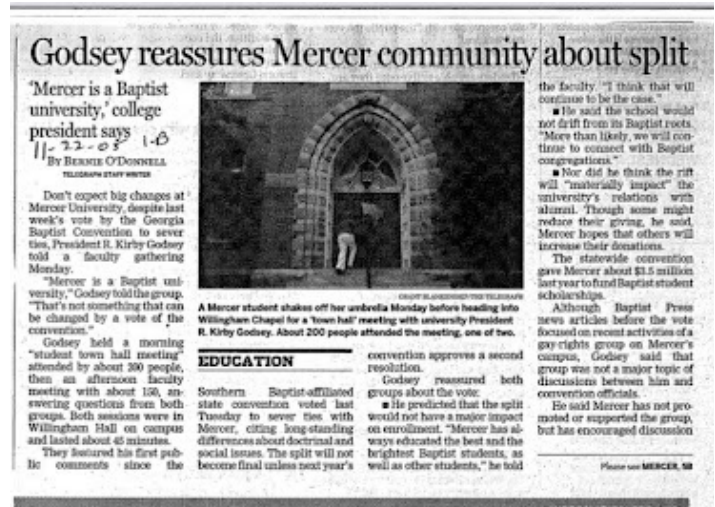 Godsey reassures Mercer community about split
'Mercer is a Baptist
university,' college
president says
11-22-05 1-B
BY BERNIE O'DONNELL
TELEGRAPH STAFF WRITER
Don't expect big changes at
Mercer University, despite last
week's vote by the Georgia
Baptist Convention to sever
ties, President R. Kirby Godsey
told a faculty gathering
Monday.
"Mercer is a Baptist uni-
versity," Godsey told the group.
"That's not something that can
be changed by a vote of the
convention."
Godsey held a morning
"student town hall meeting"
attended by about 200 people,
then an afternoon faculty
meeting with about 150, an-
swering questions from both
groups. Both sessions were in
Willingham Hall on campus
and lasted about 45 minutes.
They featured his first pub-
lic comments since the
THE TELEGRAPH
A Mercer student shakes off her umbrella Monday before heading into
Willingham Chapel for a 'town hall' meeting with university President
R. Kirby Godsey. About 200 people attended the meeting, one of two.
EDUCATION
Southern Baptist-affiliated
state convention voted last
Tuesday to sever ties with
Mercer, citing long-standing
differences about doctrinal and
social issues. The split will not
become final unless next year's
convention approves a second
resolution.
Godsey reassured both
groups about the vote:
■ He predicted that the split
would not have a major impact
on enrollment. "Mercer has al-
ways educated the best and the
brightest Baptist students, as
well as other students," he told
the faculty. "I think that will
continue to be the case."
■ He said the school would
not drift from its Baptist roots.
"More than likely, we will con-
tinue to connect with Baptist
congregations."
■ Nor did he think the rift
will "materially impact" the
university's relations with
alumni. Though some might
reduce their giving, he said,
Mercer hopes that others will
increase their donations.
The statewide convention
gave Mercer about $3.5 million
last year to fund Baptist student
scholarships.
Although Baptist Press
news articles before the vote
focused on recent activities of a
gay-rights group on Mercer's
campus, Godsey said that
group was not a major topic of
discussions between him and
convention officials.
He said Mercer has not pro-
moted or supported the group,
but has encouraged discussion
Please see MERCER, 5B